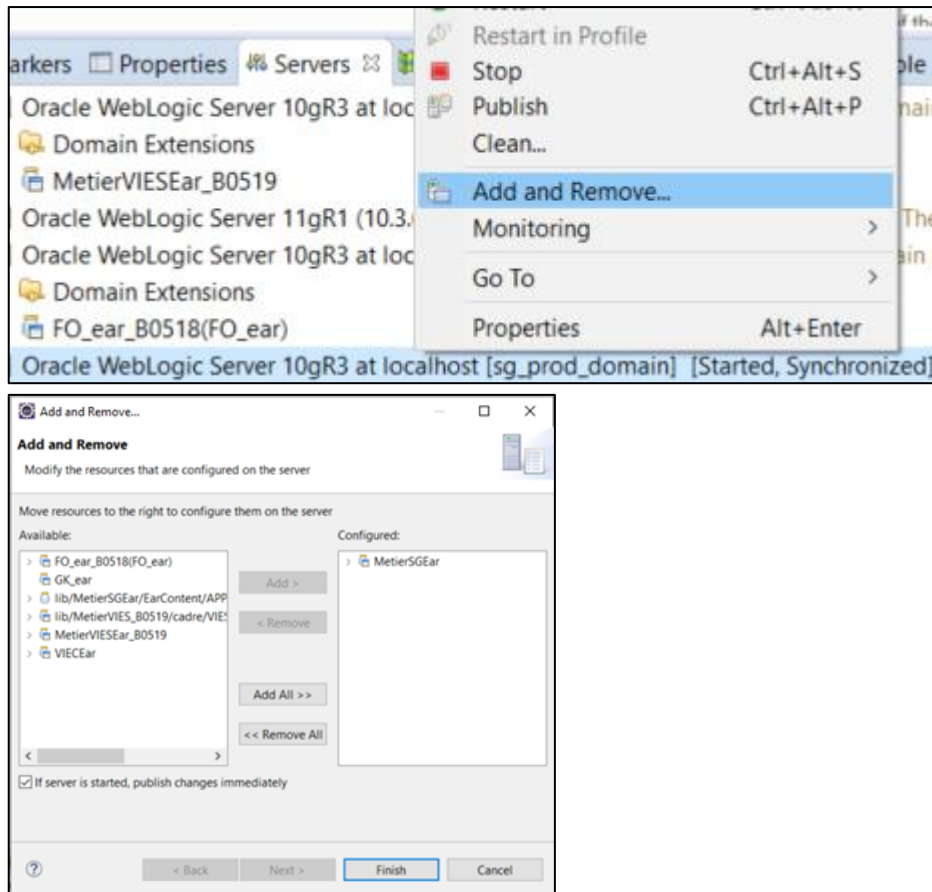 Restart in Profile
arkers Properties Servers
Stop Ctrl+Alt+S
Oracle WebLogic Server 10gR3 at loc
Publish Ctrl+Alt+P
Domain Extensions
Clean...
MetierVIESEar_B0519
Add and Remove...
Oracle WebLogic Server 11gR1 (10.3.
Monitoring
The
Oracle WebLogic Server 10gR3 at loc
Domain Extensions
Go To
FO_ear_B0518(FO_ear)
Properties Alt+Enter
Oracle WebLogic Server 10gR3 at localhost [sg_prod_domain] [Started, Synchronized]
Add and Remove...
Add and Remove
Modify the resources that are configured on the server
Move resources to the right to configure them on the server
Available:
Configured:
FO_ear_B0518(FO_ear)
GK_ear
lib/MetierSGEar/EarContent/APP
lib/MetierVIES_B0519/cadre/VIE
MetierVIESEar_B0519
VIECEar
Add >
< Remove
Add All >>
<< Remove All
MetierSGEar
If server is started, publish changes immediately
< Back Next > Finish Cancel